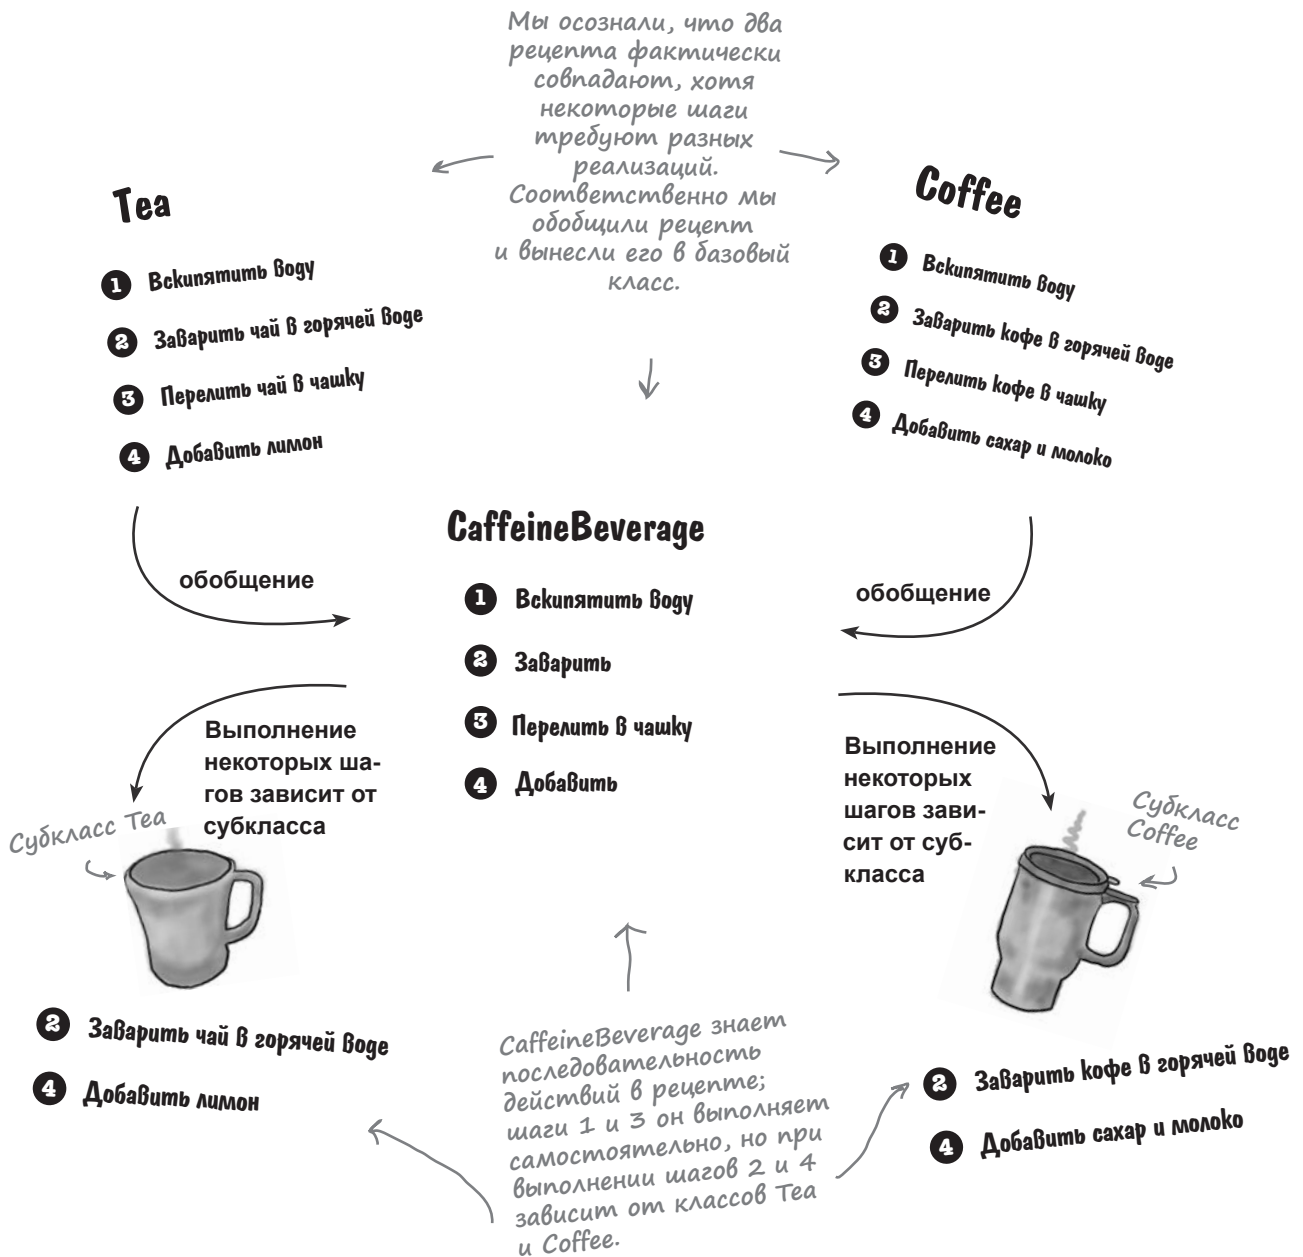 Мы осознали, что два
рецепта фактически
совпадают, хотя
некоторые шаги
требуют разных
реализаций.
Соответственно мы
обобщили рецепт
и вынесли его в базовый
класс.
Tea
1 Вскипятить воду
2 Заварить чай в горячей воде
3 Перелить чай в чашку
4 Добавить лимон
Coffee
1 Вскипятить воду
2 Заварить кофе в горячей воде
3 Перелить кофе в чашку
4 Добавить сахар и молоко
CaffeineBeverage
1 Вскипятить воду
2 Заварить
3 Перелить в чашку
4 Добавить
обобщение
обобщение
Выполнение
некоторых ша-
гов зависит от
субкласса
Субкласс Tea
Выполнение
некоторых
шагов зави-
сит от суб-
класса
Субкласс
Coffee
2 Заварить чай в горячей воде
4 Добавить лимон
CaffeineBeverage знает
последовательность
действий в рецепте;
шаги 1 и 3 он выполняет
самостоятельно, но при
выполнении шагов 2 и 4
зависит от классов Tea
и Coffee.
2 Заварить кофе в горячей воде
4 Добавить сахар и молоко